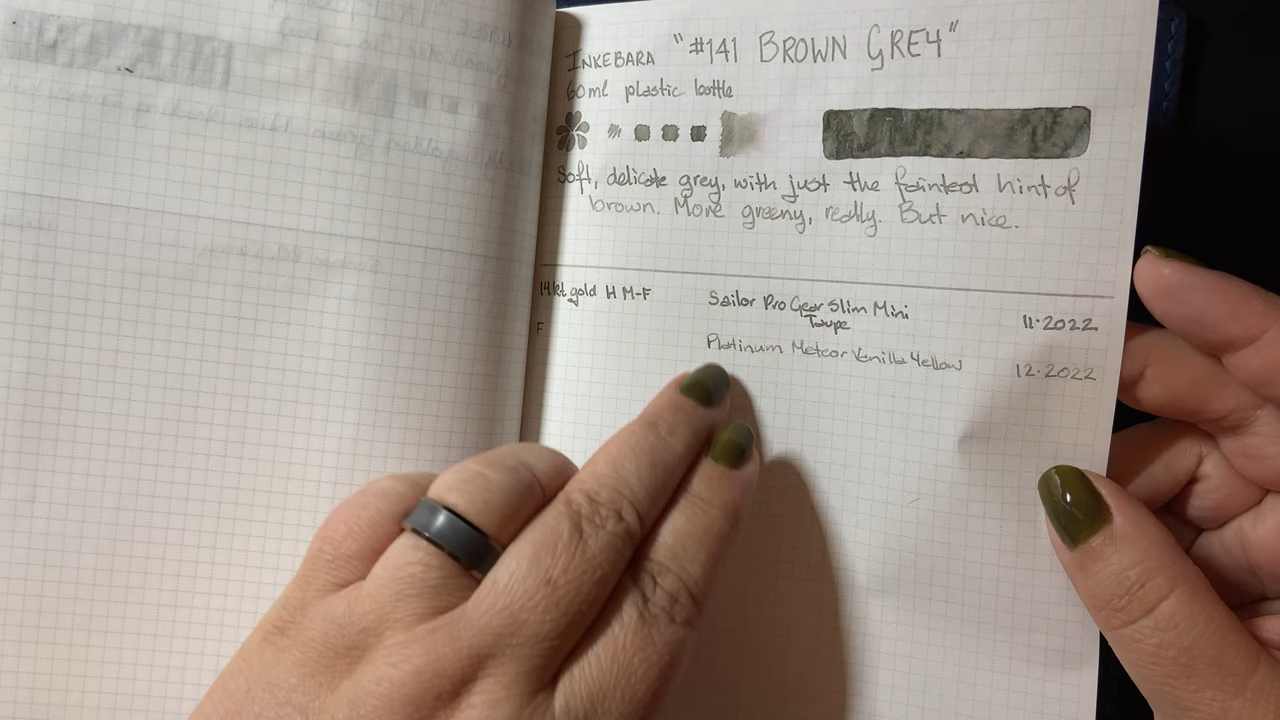 INKEBARA "#141 BROWN GREY"
60ml plastic bottle
Soft, delicate grey, with just the faintest hint of
brown. More greeny, really. But nice.
14kt gold H M-F Sailor Pro Gear Slim Mini 11.2022
Taupe
F Platinum Meteor Vanilla Yellow 12.2022